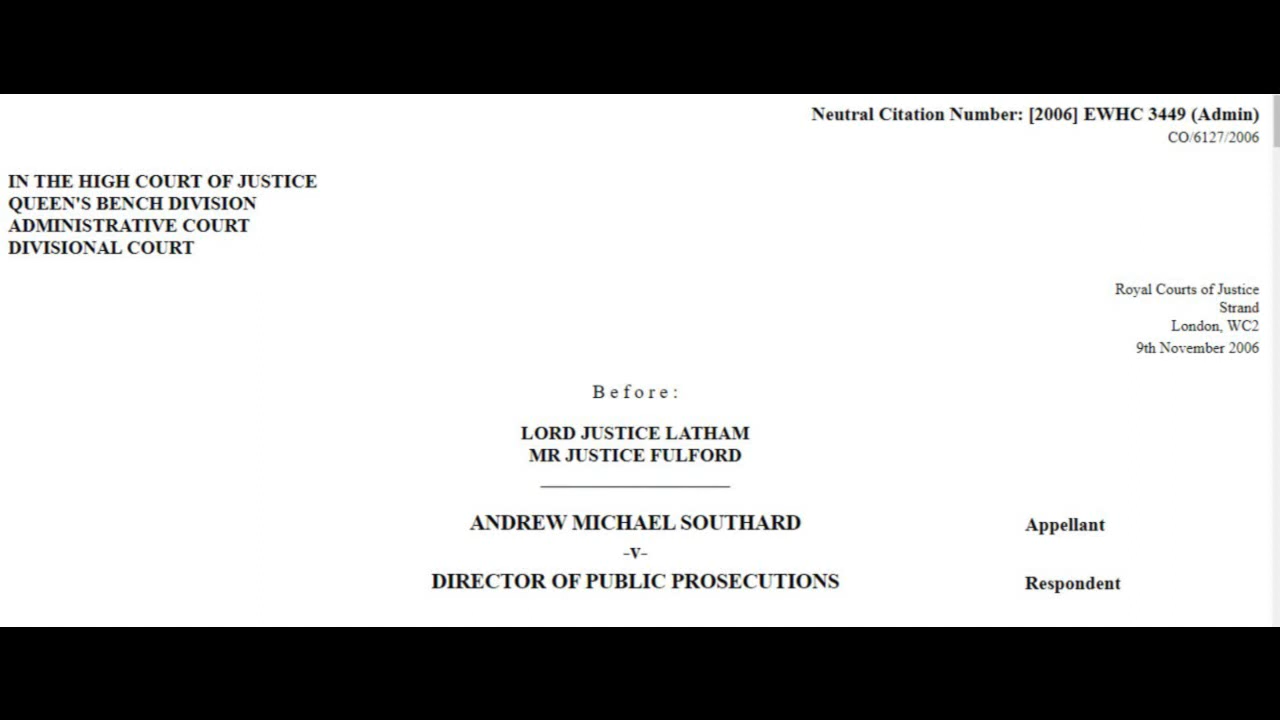 Neutral Citation Number: [2006] EWHC 3449 (Admin)
CO/6127/2006
IN THE HIGH COURT OF JUSTICE
QUEEN'S BENCH DIVISION
ADMINISTRATIVE COURT
DIVISIONAL COURT
Royal Courts of Justice
Strand
London, WC2
9th November 2006
B e f o r e :
LORD JUSTICE LATHAM
MR JUSTICE FULFORD
____________________
ANDREW MICHAEL SOUTHARD Appellant
-v-
DIRECTOR OF PUBLIC PROSECUTIONS Respondent